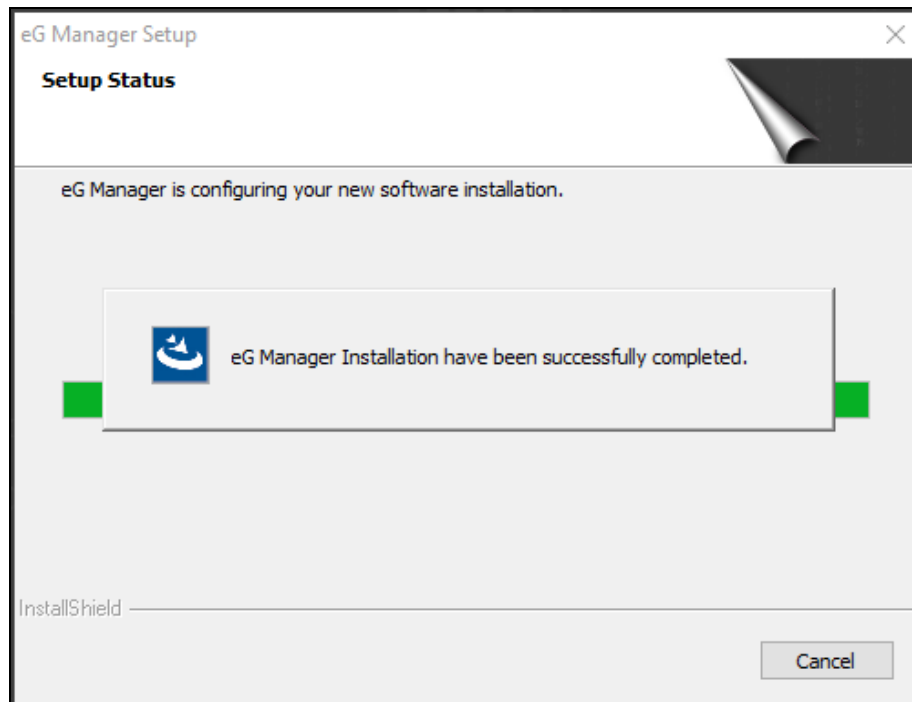 eG Manager Setup
Setup Status
eG Manager is configuring your new software installation.
eG Manager Installation have been successfully completed.
InstallShield
Cancel